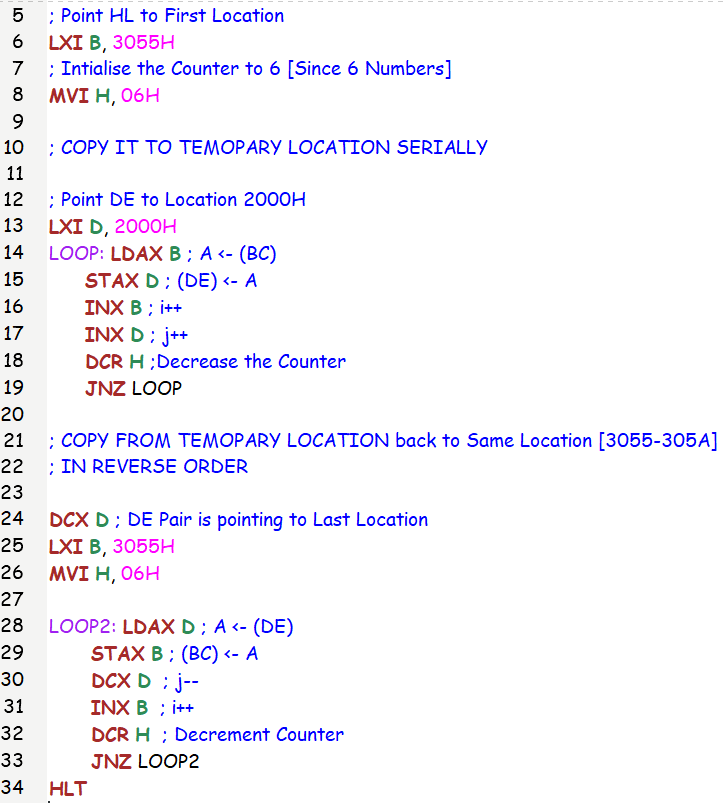 5 ; Point HL to First Location
6 LXI B, 3055H
7 ; Intialise the Counter to 6 [Since 6 Numbers]
8 MVI H, 06H
9
10 ; COPY IT TO TEMOPARY LOCATION SERIALLY
11
12 ; Point DE to Location 2000H
13 LXI D, 2000H
14 LOOP: LDAX B ; A <- (BC)
15 STAX D ; (DE) <- A
16 INX B ; i++
17 INX D ; j++
18 DCR H ;Decrease the Counter
19 JNZ LOOP
20
21 ; COPY FROM TEMOPARY LOCATION back to Same Location [3055-305A]
22 ; IN REVERSE ORDER
23
24 DCX D ; DE Pair is pointing to Last Location
25 LXI B, 3055H
26 MVI H, 06H
27
28 LOOP2: LDAX D ; A <- (DE)
29 STAX B ; (BC) <- A
30 DCX D ; j--
31 INX B ; i++
32 DCR H ; Decrement Counter
33 JNZ LOOP2
34 HLT